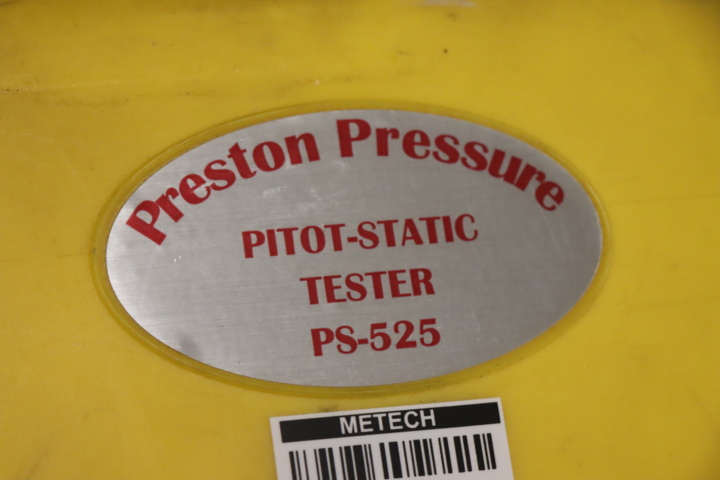 Preston Pressure
PITOT-STATIC
TESTER
PS-525
METECH